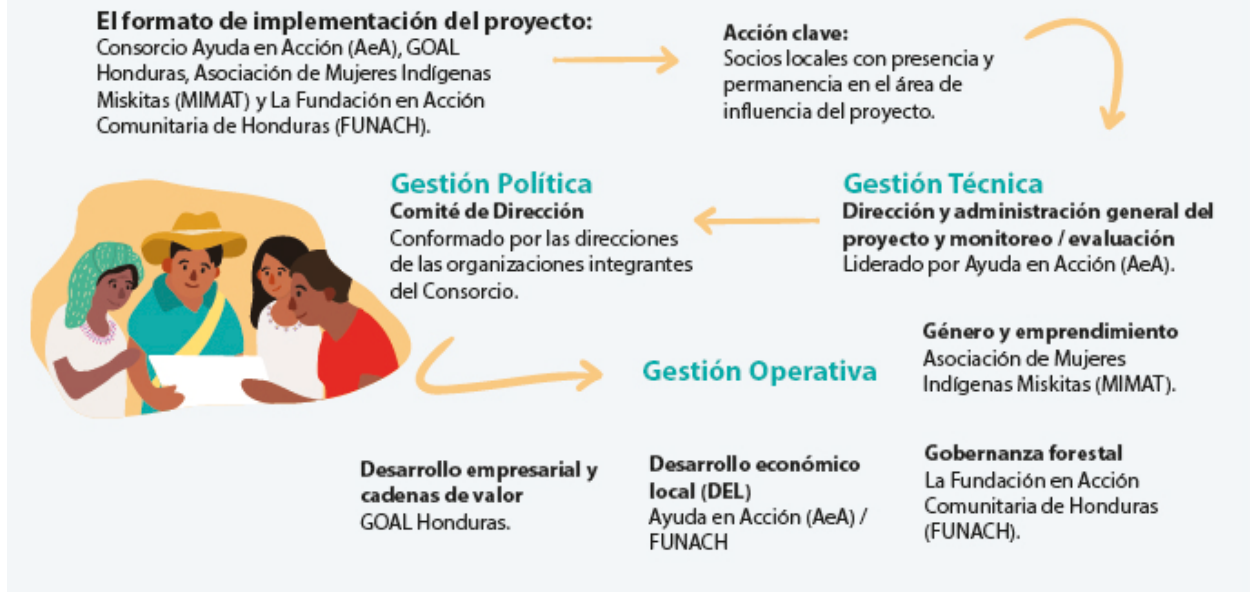 El formato de implementación del proyecto:
Consorcio Ayuda en Acción (AeA), GOAL
Honduras, Asociación de Mujeres Indígenas
Miskitas (MIMAT) y La Fundación en Acción
Comunitaria de Honduras (FUNACH).
Acción clave:
Socios locales con presencia y
permanencia en el área de
influencia del proyecto.
Gestión Técnica
Dirección y administración general del
proyecto y monitoreo / evaluación
Liderado por Ayuda en Acción (AeA).
Gestión Política
Comité de Dirección
Conformado por las direcciones
de las organizaciones integrantes
del Consorcio.
Gestión Operativa
Género y emprendimiento
Asociación de Mujeres
Indígenas Miskitas (MIMAT).
Desarrollo empresarial y
cadenas de valor
GOAL Honduras.
Desarrollo económico
local (DEL)
Ayuda en Acción (AeA) /
FUNACH
Gobernanza forestal
La Fundación en Acción
Comunitaria de Honduras
(FUNACH).